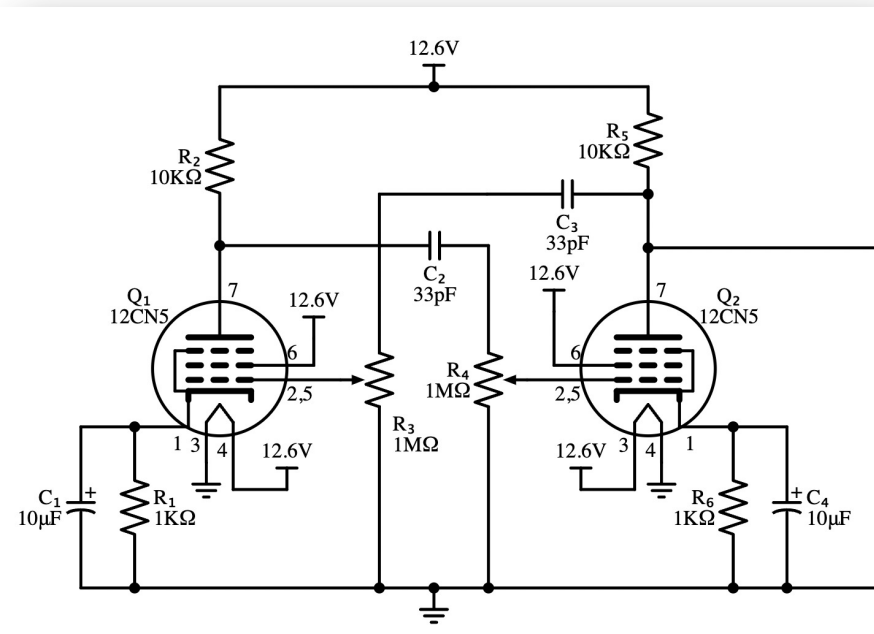 12.6V
R5
10KΩ
R2
10KΩ
C3
33pF
C2
33pF
12.6V
7
7
Q1
12CN5
12.6V
Q2
12CN5
6
6
R4
1MΩ
2,5
2,5
R3
1MΩ
1
3
4
12.6V
12.6V
3
4
1
C1
10µF
+
R1
1KΩ
R6
1KΩ
+
C4
10µF